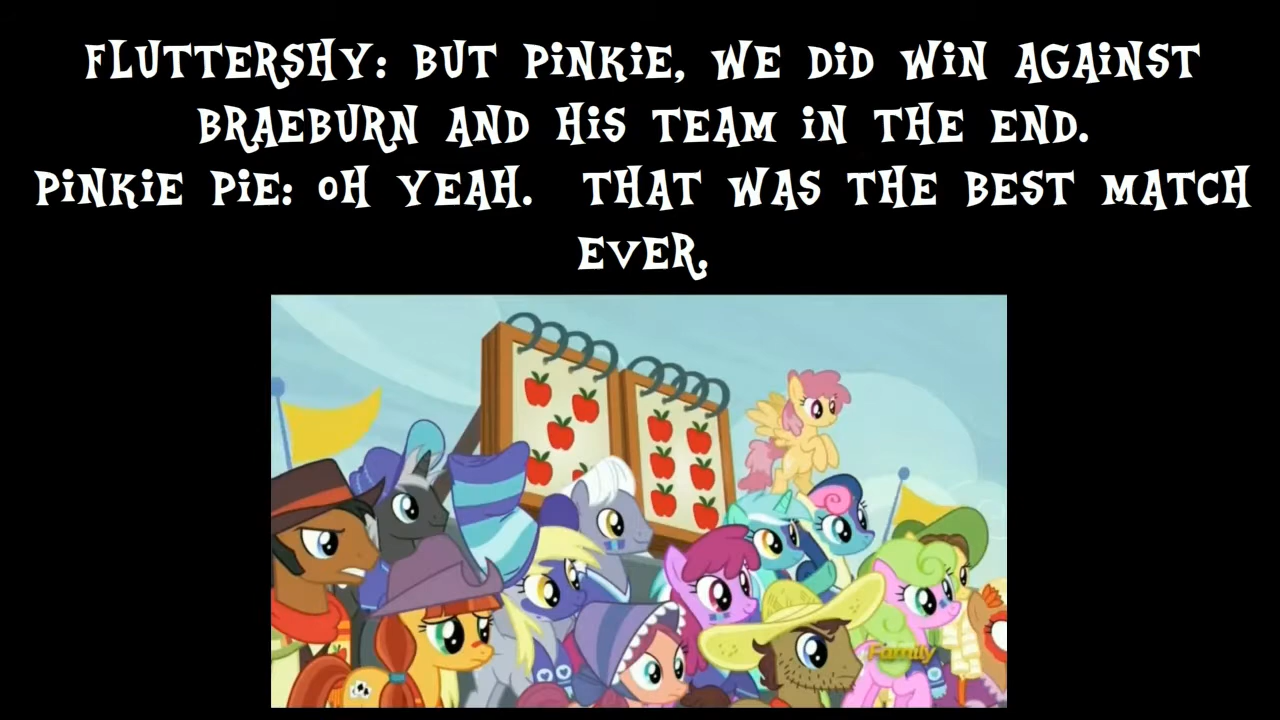 FLUTTERSHY: BUT PiNKiE, WE DiD WiN AGAiNST
BRAEBURN AND HiS TEAM iN THE END.
PiNKiE PiE: OH YEAH. THAT WAS THE BEST MATCH
EVER.
Family